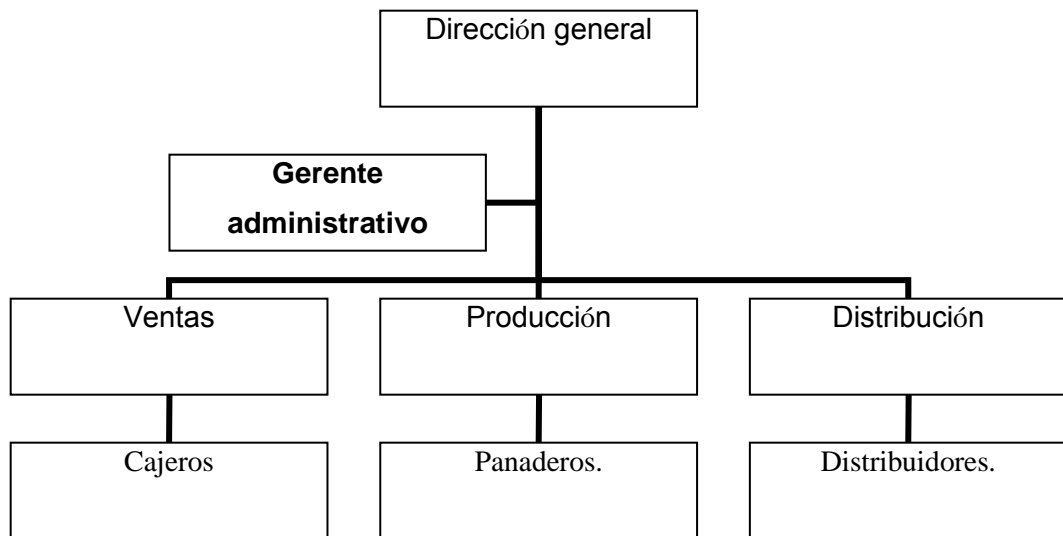 Dirección general
Gerente
administrativo
Ventas
Producción
Distribución
Cajeros
Panaderos.
Distribuidores.